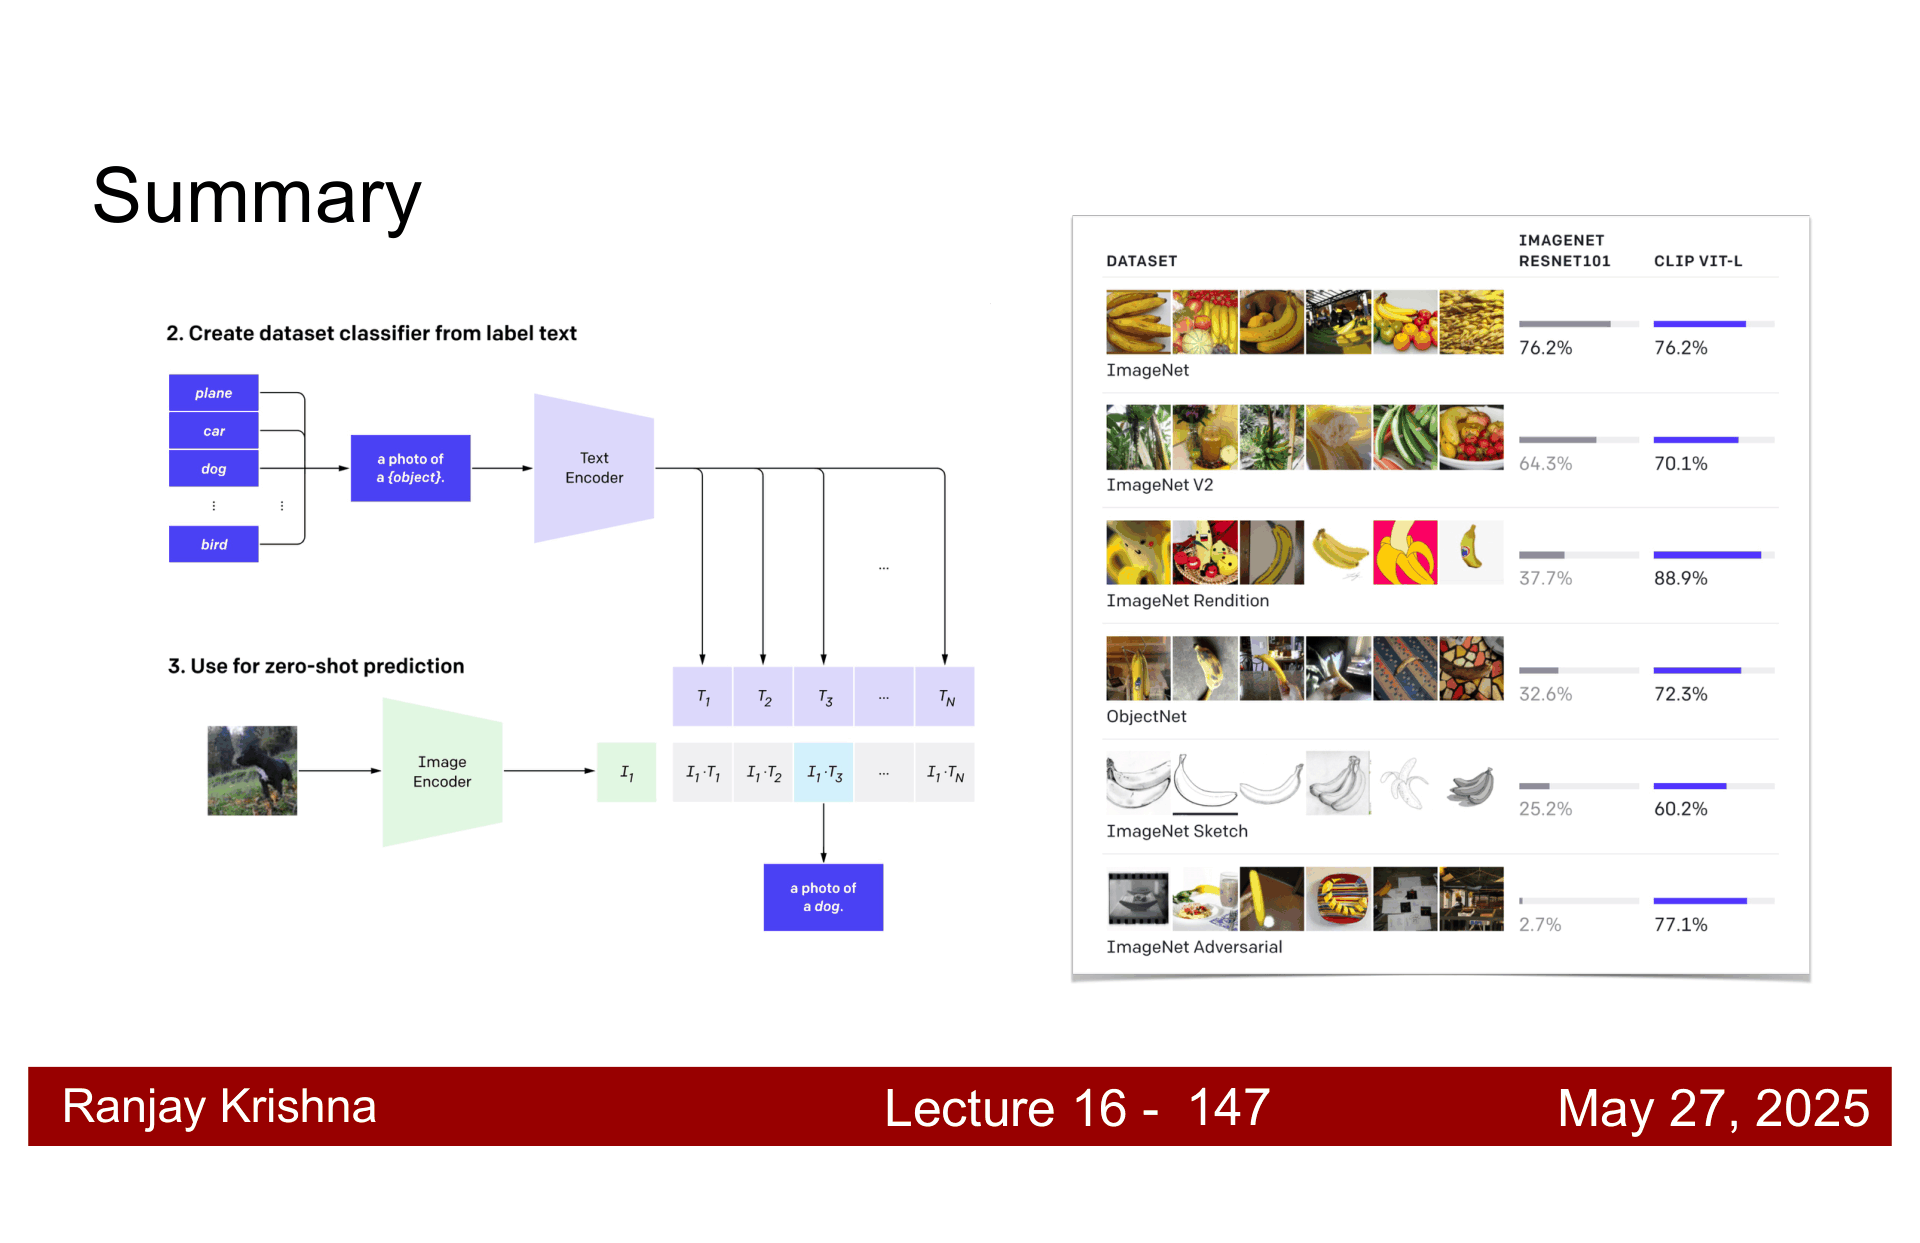 Summary
2. Create dataset classifier from label text
plane
car
dog
⋮ ⋮
bird
a photo of
a {object}.
Text
Encoder
...
3. Use for zero-shot prediction
Image
Encoder
I1
T1 T2 T3 ... TN
I1·T1 I1·T2 I1·T3 ... I1·TN
a photo of
a dog.
DATASET
IMAGENET
RESNET101
CLIP VIT-L
76.2% 76.2%
ImageNet
64.3% 70.1%
ImageNet V2
37.7% 88.9%
ImageNet Rendition
32.6% 72.3%
ObjectNet
25.2% 60.2%
ImageNet Sketch
2.7% 77.1%
ImageNet Adversarial
Ranjay Krishna
Lecture 16 - 147
May 27, 2025